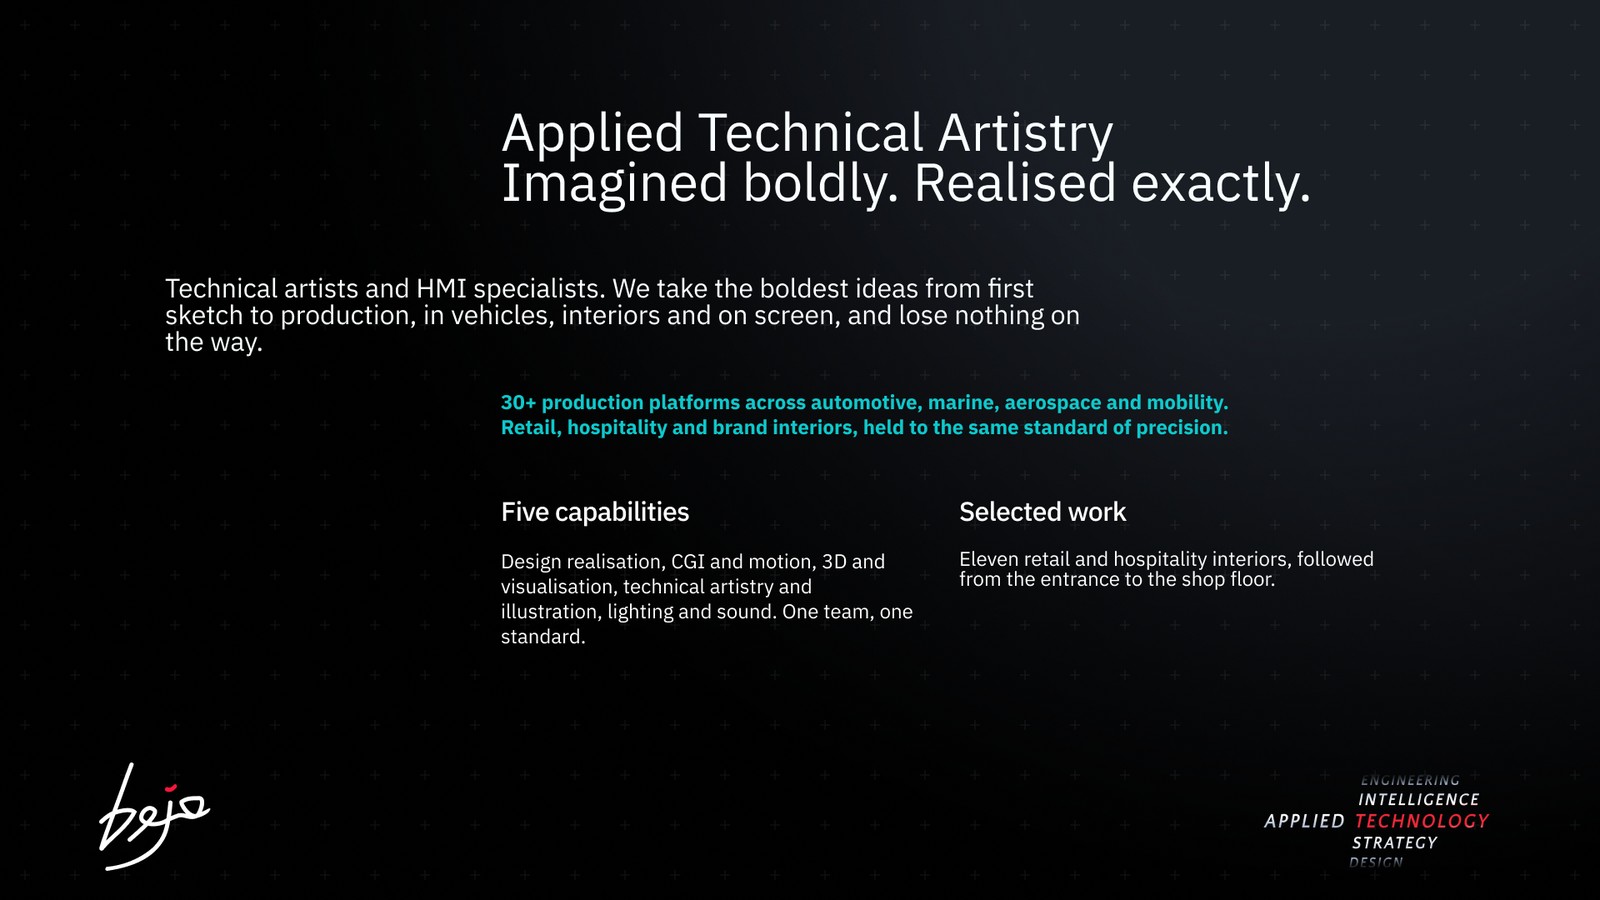 Applied Technical Artistry
Imagined boldly. Realised exactly.
Technical artists and HMI specialists. We take the boldest ideas from first
sketch to production, in vehicles, interiors and on screen, and lose nothing on
the way.
30+ production platforms across automotive, marine, aerospace and mobility.
Retail, hospitality and brand interiors, held to the same standard of precision.
Five capabilities
Design realisation, CGI and motion, 3D and
visualisation, technical artistry and
illustration, lighting and sound. One team, one
standard.
Selected work
Eleven retail and hospitality interiors, followed
from the entrance to the shop floor.
bejo
ENGINEERING
INTELLIGENCE
APPLIED TECHNOLOGY
STRATEGY
DESIGN